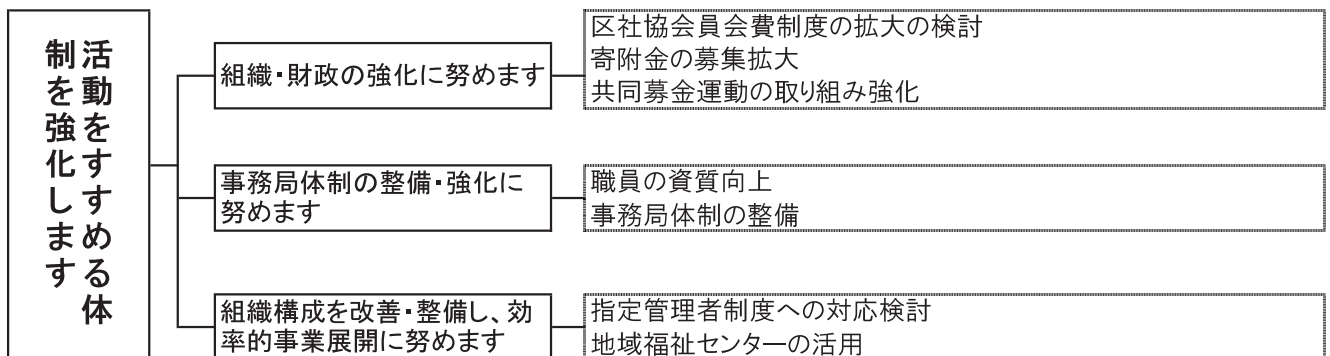 活動をすすめる体
制を強化します
組織・財政の強化に努めます
区社協会員会費制度の拡大の検討
寄附金の募集拡大
共同募金運動の取り組み強化
事務局体制の整備・強化に
努めます
職員の資質向上
事務局体制の整備
組織構成を改善・整備し、効
率的事業展開に努めます
指定管理者制度への対応検討
地域福祉センターの活用